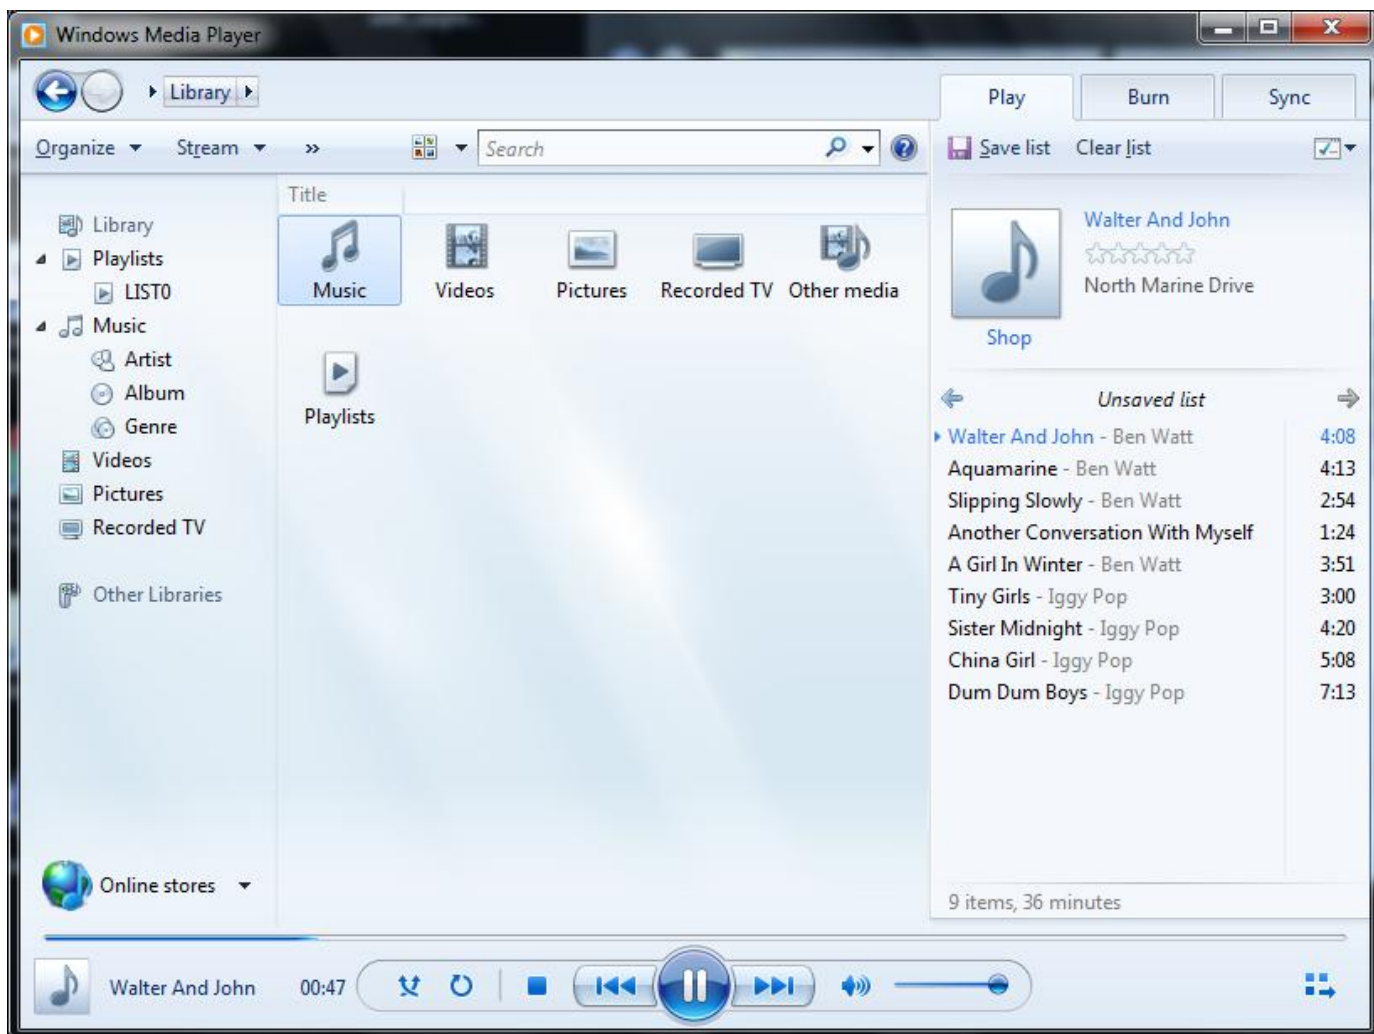 Windows Media Player
Library
Play
Burn
Sync
Organize
Stream
»
Search
Save list
Clear list
Title
Library
Playlists
LIST0
Music
Artist
Album
Genre
Videos
Pictures
Recorded TV
Other Libraries
Online stores
Music
Videos
Pictures
Recorded TV
Other media
Playlists
Walter And John
North Marine Drive
Shop
Unsaved list
Walter And John - Ben Watt 4:08
Aquamarine - Ben Watt 4:13
Slipping Slowly - Ben Watt 2:54
Another Conversation With Myself 1:24
A Girl In Winter - Ben Watt 3:51
Tiny Girls - Iggy Pop 3:00
Sister Midnight - Iggy Pop 4:20
China Girl - Iggy Pop 5:08
Dum Dum Boys - Iggy Pop 7:13
9 items, 36 minutes
Walter And John 00:47